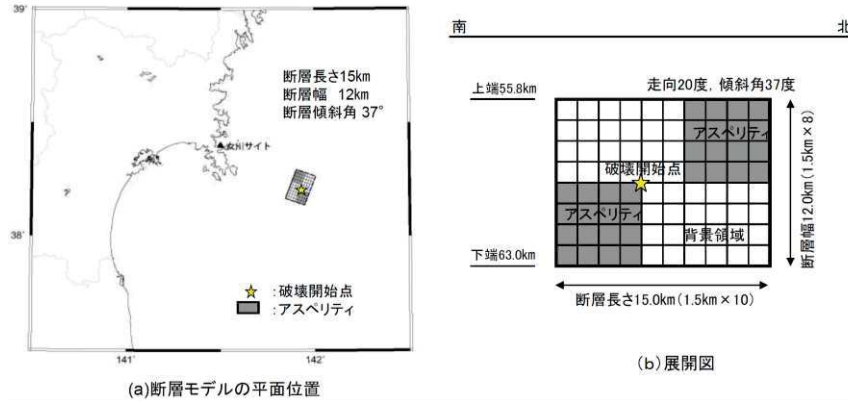 39°
断層長さ15km
断層幅 12km
断層傾斜角 37°
▲女川サイト
38°
:破壊開始点
:アスペリティ
141°
142°
(a)断層モデルの平面位置
南
北
上端55.8km
走向20度, 傾斜角37度
アスペリティ
破壊開始点
アスペリティ
背景領域
下端63.0km
断層幅12.0km(1.5km×8)
断層長さ15.0km(1.5km×10)
(b)展開図